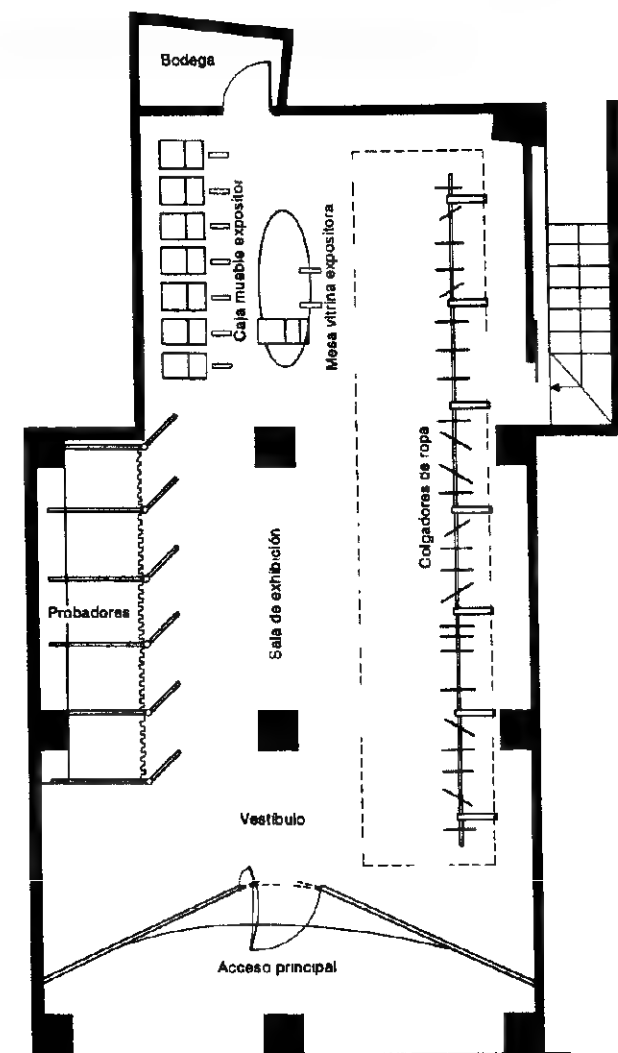 Bodega
Caja mueble expositor
Mesa vitrina expositora
Colgadores de ropa
Sala de exhibición
Probadores
Vestíbulo
Acceso principal